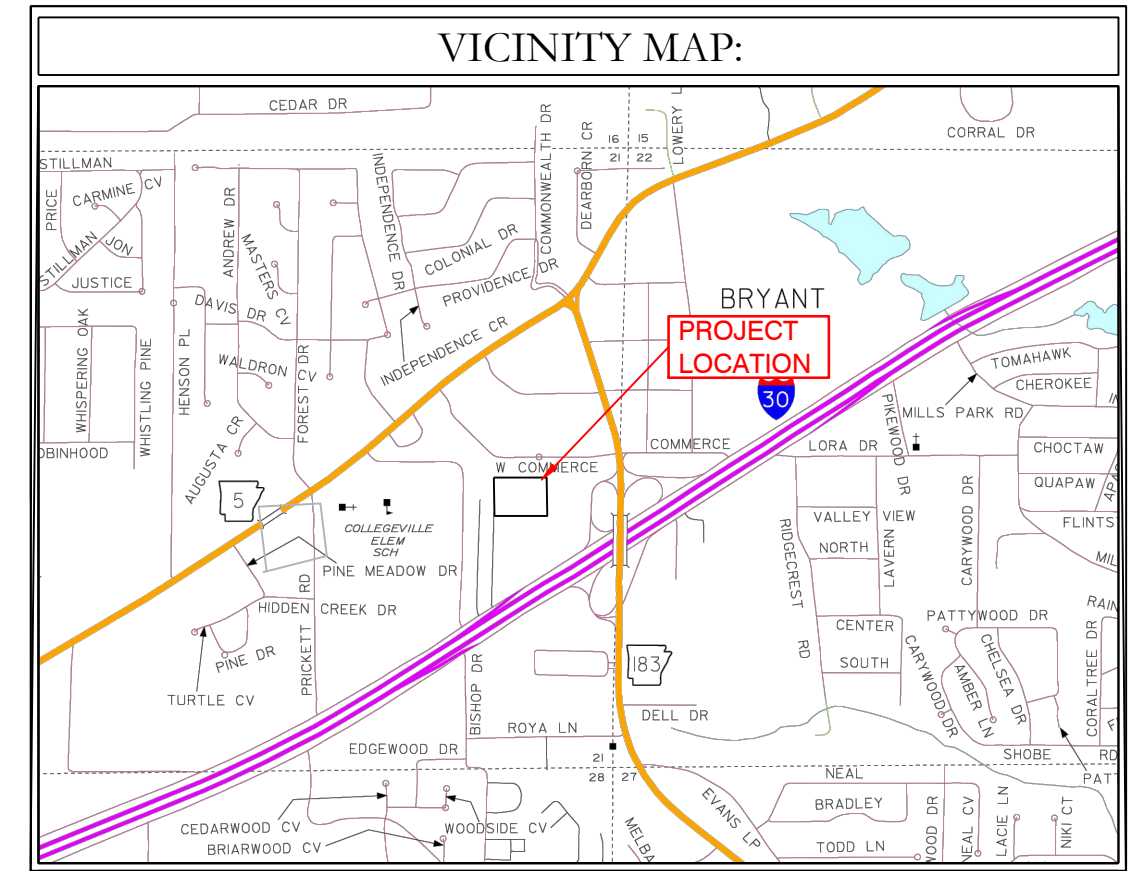 VICINITY MAP:
CEDAR DR
COMMONWEALTH DR
DEARBORN CR
16 15
21 22
LOWERY L
CORRAL DR
STILLMAN
PRICE
CARMINE CV
STILLMAN
JON
JUSTICE
ANDREW DR
MASTERS CV
INDEPENDENCE DR
COLONIAL DR
PROVIDENCE DR
DAVIS DR
WALDRON CV
INDEPENDENCE CR
BRYANT
PROJECT
LOCATION
30
WHISPERING OAK
WHISTLING PINE
HENSON PL
FOREST DR
AUGUSTA CR
OBINHOOD
TOMAHAWK
CHEROKEE
MILLS PARK RD
PIKEWOOD DR
COMMERCE
W COMMERCE
LORA DR
CHOCTAW
QUAPAW
APA
FLINTS
MIL
5
COLLEGEVILLE
ELEM
SCH
PINE MEADOW DR
PRICKETT RD
HIDDEN CREEK DR
PINE DR
TURTLE CV
VALLEY VIEW
NORTH
LAVERN
CARYWOOD DR
RIDGECREST RD
CENTER
SOUTH
PATTYWOOD DR
RAIN
CARYWOOD DR
AMBER LN
CHELSEA DR
CORALTREE DR
183
BISHOP DR
DELL DR
ROYA LN
EDGEWOOD DR
21
28 27
SHOBE RD
PATT
NEAL
BRADLEY
TODD LN
EVANS LP
MELBA
CEDARWOOD CV
WOODSIDE CV
BRIARWOOD CV
WOOD DR
NEAL CV
LACIE LN
NIKI CT